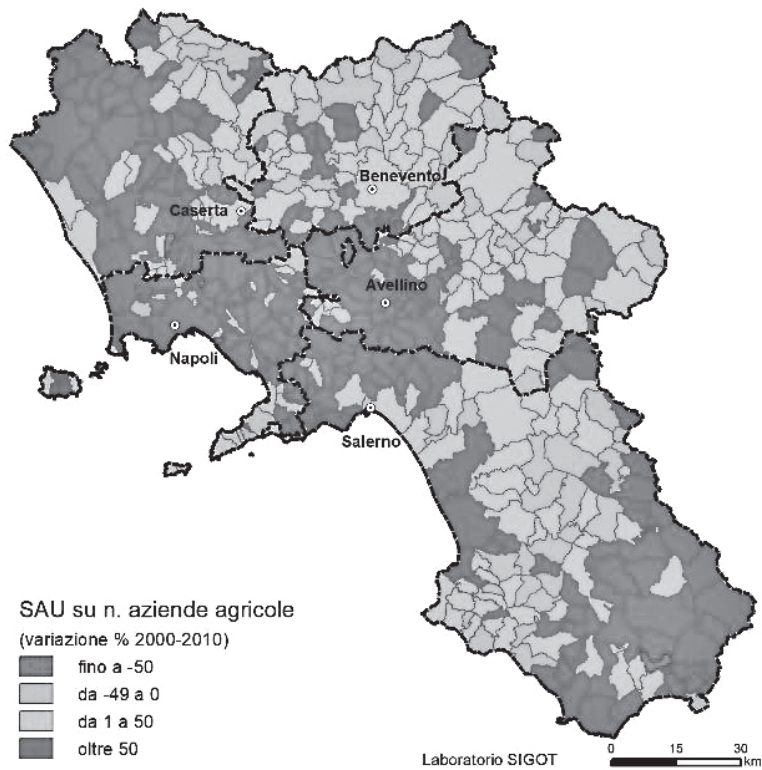 Benevento
Caserta
Avellino
Napoli
Salerno
SAU su n. aziende agricole
(variazione % 2000-2010)
fino a -50
da -49 a 0
da 1 a 50
oltre 50
Laboratorio SIGOT
0 15 30
km